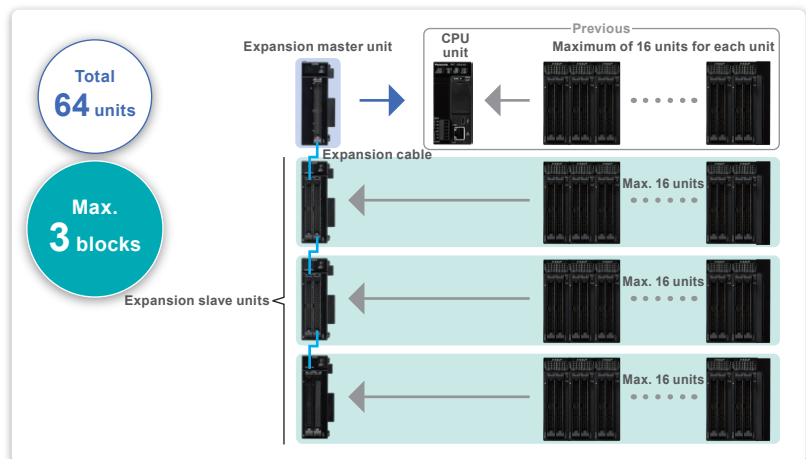 Previous
Total
64 units
Expansion master unit
CPU
unit
Maximum of 16 units for each unit
Expansion cable
Max.
3 blocks
Max. 16 units
Max. 16 units
Expansion slave units
Max. 16 units